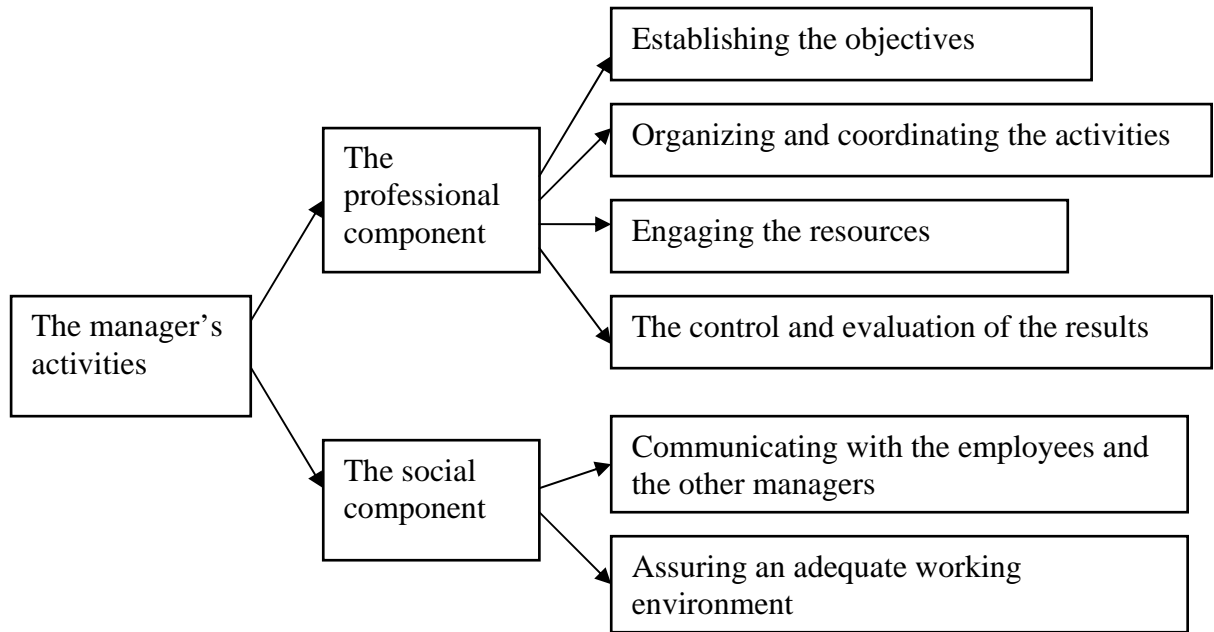 The manager’s
activities
The
professional
component
Establishing the objectives
Organizing and coordinating the activities
Engaging the resources
The control and evaluation of the results
The social
component
Communicating with the employees and
the other managers
Assuring an adequate working
environment